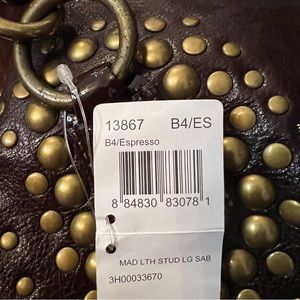 13867 B4/ES
B4/Espresso
8 84830 83078 1
MAD LTH STUD LG SAB
3H00033670